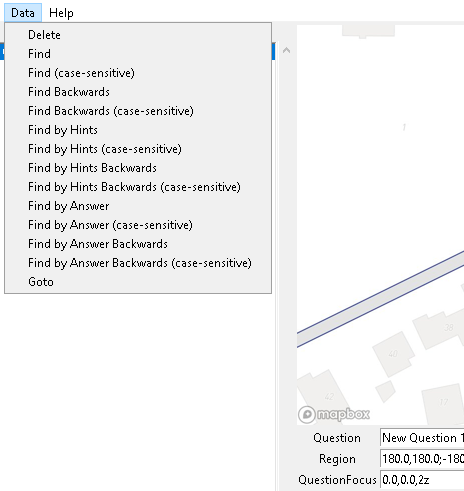 Data Help
Delete
Find
Find (case-sensitive)
Find Backwards
Find Backwards (case-sensitive)
Find by Hints
Find by Hints (case-sensitive)
Find by Hints Backwards
Find by Hints Backwards (case-sensitive)
Find by Answer
Find by Answer (case-sensitive)
Find by Answer Backwards
Find by Answer Backwards (case-sensitive)
Goto
1
mapbox
Question New Question 1
Region 180.0,180.0;-180
QuestionFocus 0.0,0.0,2z